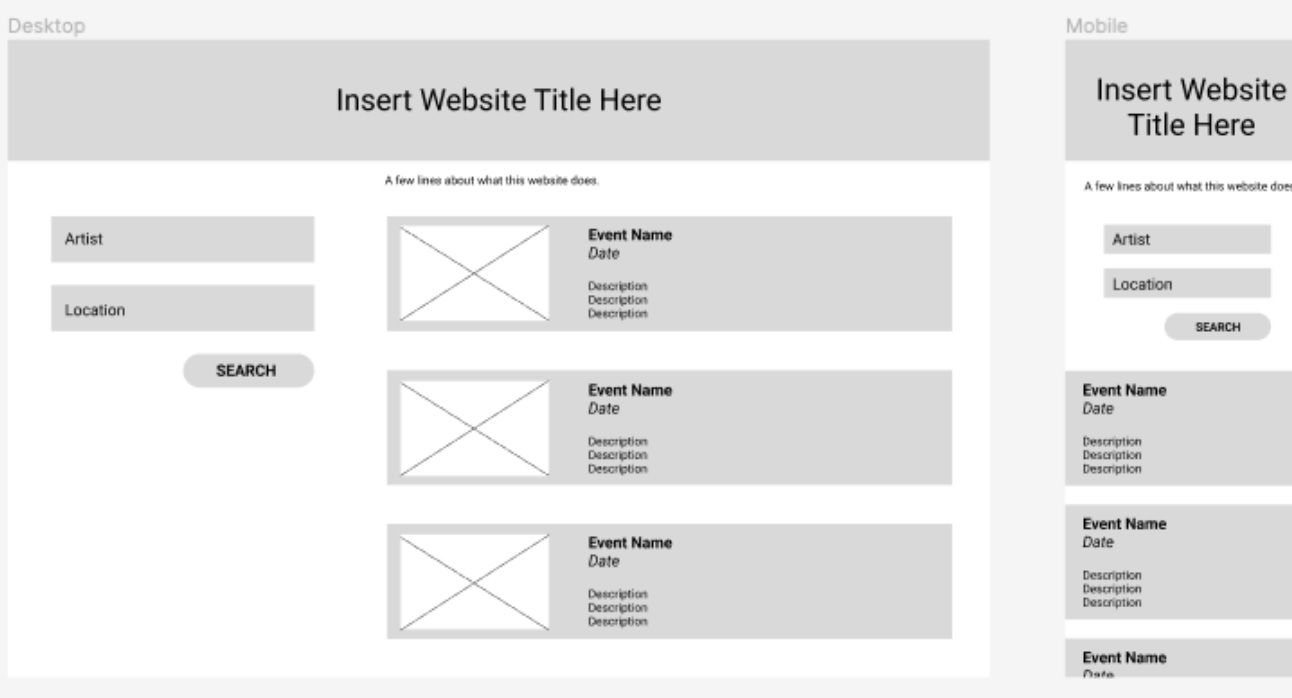 Desktop
Insert Website Title Here
A few lines about what this website does.
Artist
Location
SEARCH
Event Name
Date
Description
Description
Description
Event Name
Date
Description
Description
Description
Event Name
Date
Description
Description
Description
Mobile
Insert Website
Title Here
A few lines about what this website does
Artist
Location
SEARCH
Event Name
Date
Description
Description
Description
Event Name
Date
Description
Description
Description
Event Name
Date